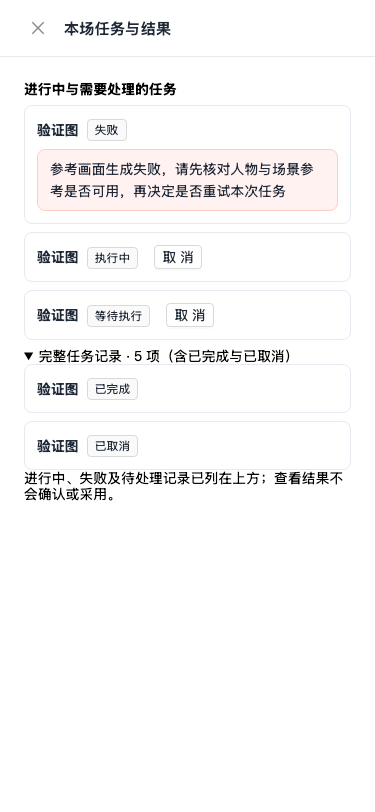 本场任务与结果
进行中与需要处理的任务
验证图 失败
参考画面生成失败，请先核对人物与场景参
考是否可用，再决定是否重试本次任务
验证图 执行中 取 消
验证图 等待执行 取 消
▼ 完整任务记录 · 5 项（含已完成与已取消）
验证图 已完成
验证图 已取消
进行中、失败及待处理记录已列在上方；查看结果不
会确认或采用。